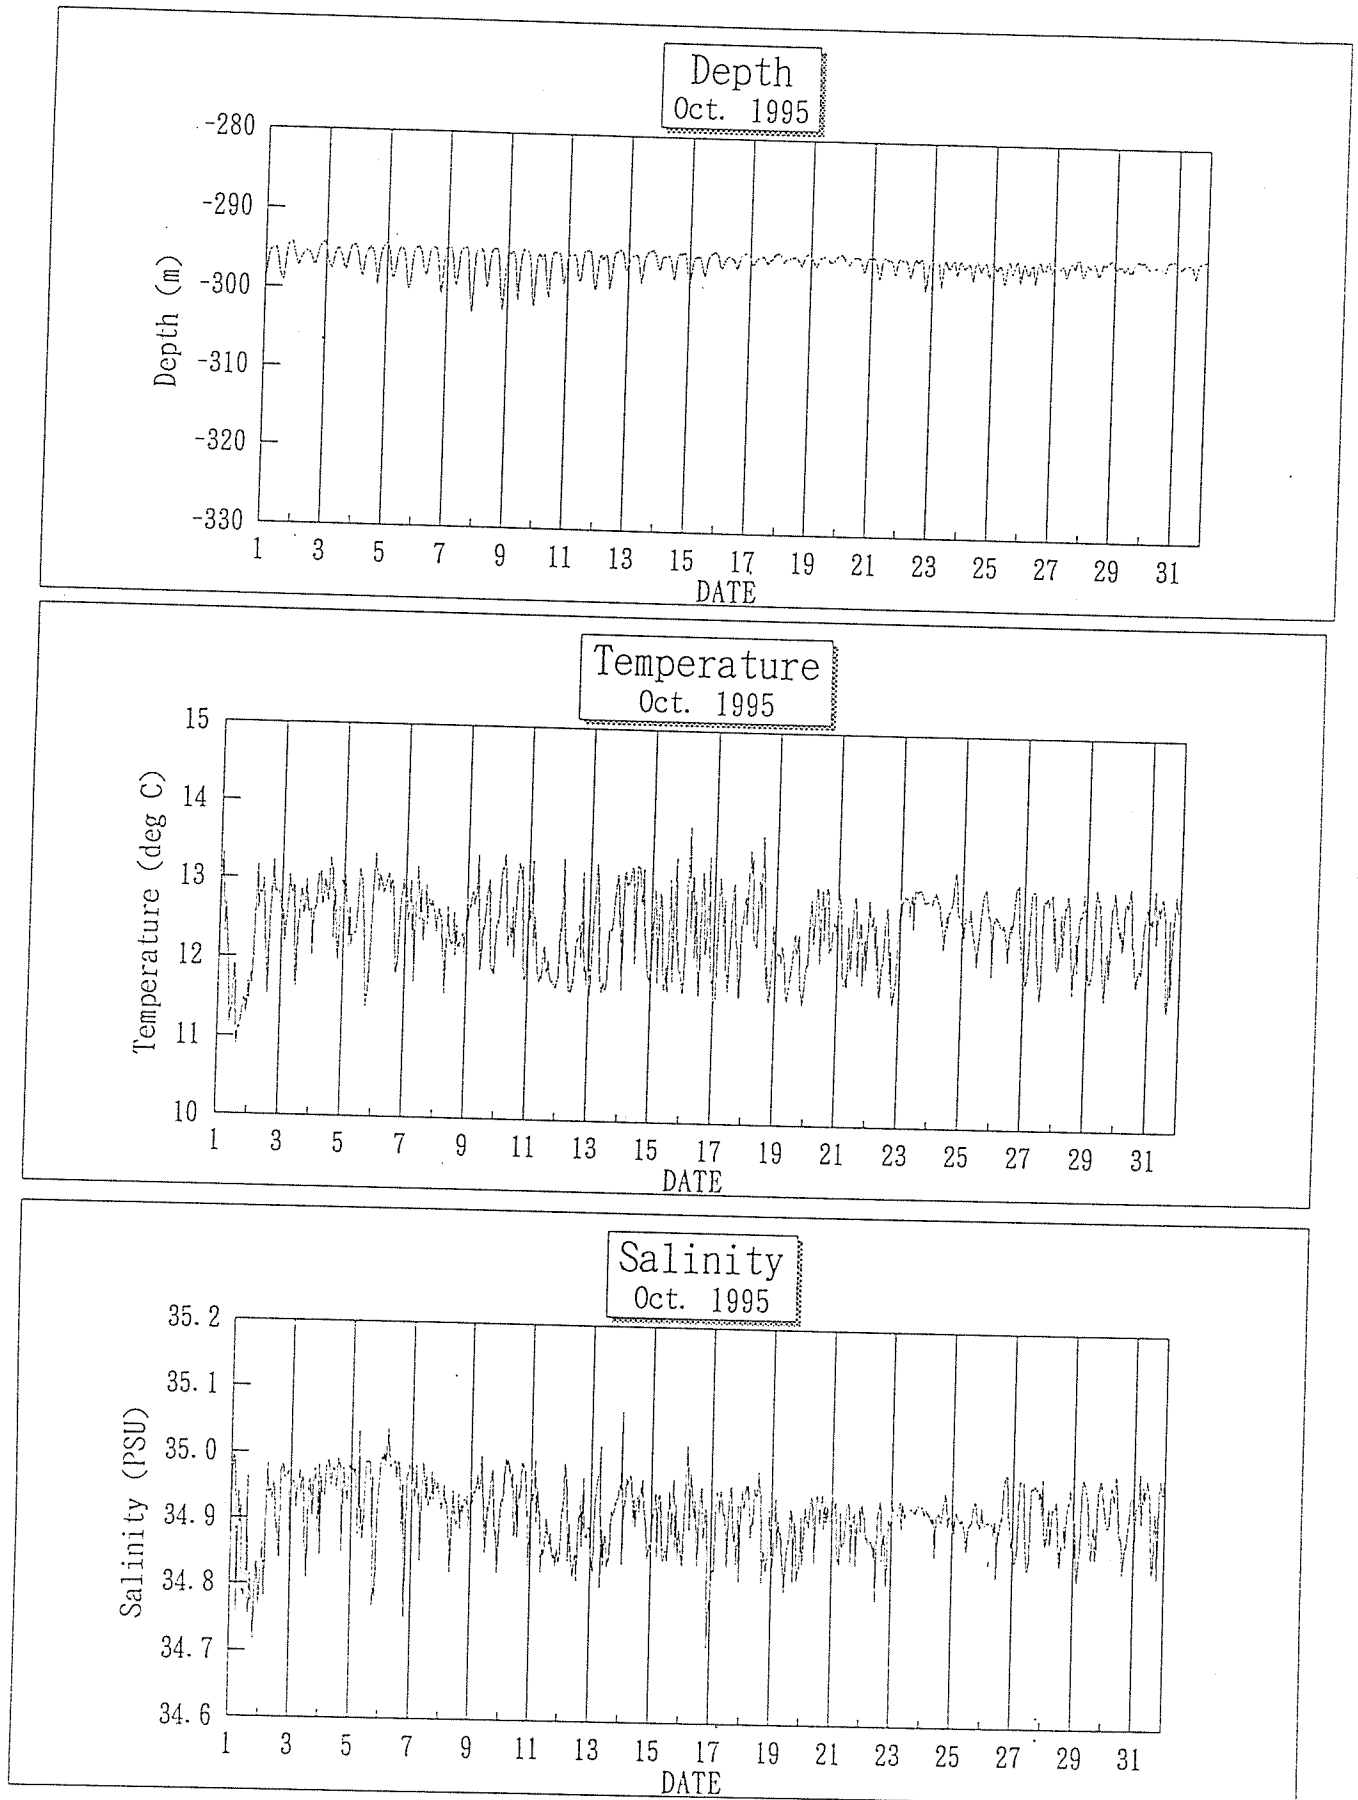 Depth
Oct. 1995
-280
-290
-300
-310
-320
-330
Depth (m)
1 3 5 7 9 11 13 15 17 19 21 23 25 27 29 31
DATE
Temperature
Oct. 1995
15
14
13
12
11
10
Temperature (deg C)
1 3 5 7 9 11 13 15 17 19 21 23 25 27 29 31
DATE
Salinity
Oct. 1995
35.2
35.1
35.0
34.9
34.8
34.7
34.6
Salinity (PSU)
1 3 5 7 9 11 13 15 17 19 21 23 25 27 29 31
DATE